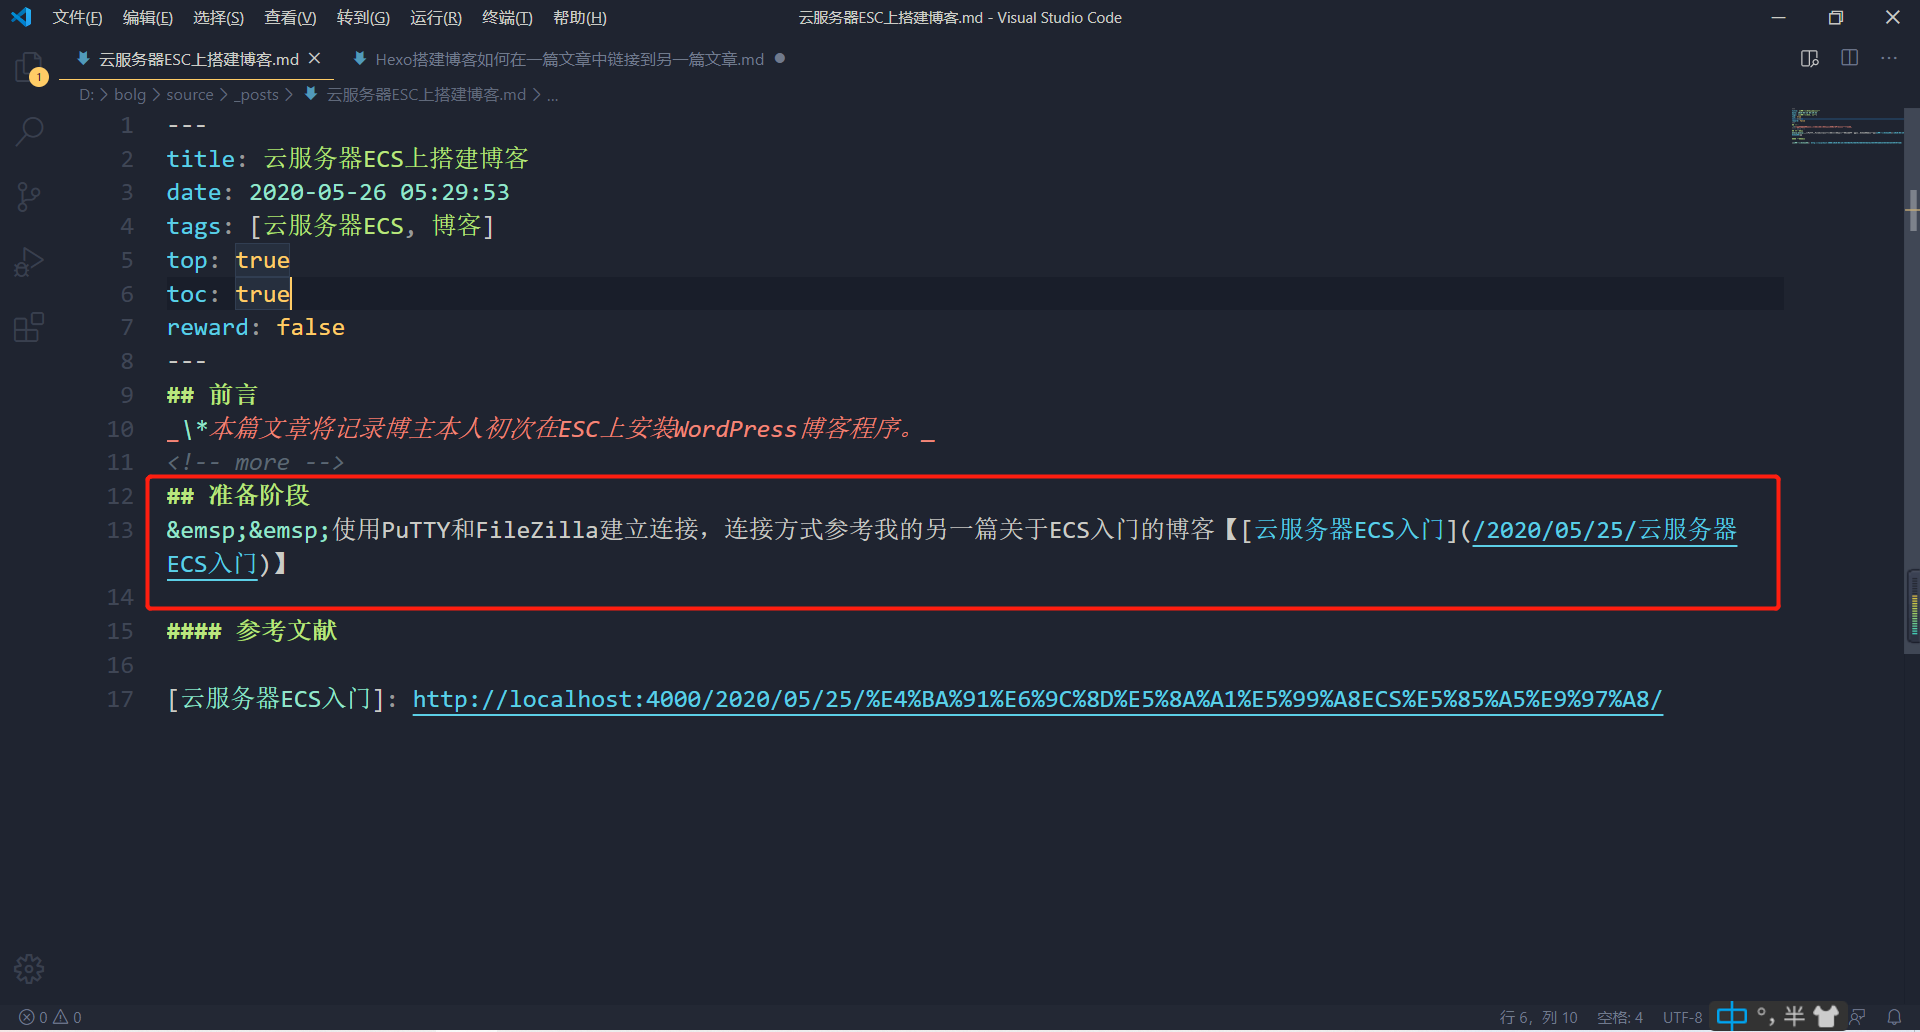 文件(F) 编辑(E) 选择(S) 查看(V) 转到(G) 运行(R) 终端(T) 帮助(H) 云服务器ESC上搭建博客.md - Visual Studio Code
云服务器ESC上搭建博客.md Hexo搭建博客如何在一篇文章中链接到另一篇文章.md
1
D: > bolg > source > _posts > 云服务器ESC上搭建博客.md > ...
1 ---
2 title: 云服务器ECS上搭建博客
3 date: 2020-05-26 05:29:53
4 tags: [云服务器ECS, 博客]
5 top: true
6 toc: true
7 reward: false
8 ---
9 ## 前言
10 _\*本篇文章将记录博主本人初次在ESC上安装WordPress博客程序。_
11 <!-- more -->
12 ## 准备阶段
13 &emsp;&emsp;使用PuTTY和FileZilla建立连接，连接方式参考我的另一篇关于ECS入门的博客【[云服务器ECS入门](/2020/05/25/云服务器
ECS入门)】
14
15 #### 参考文献
16
17 [云服务器ECS入门]: http://localhost:4000/2020/05/25/%E4%BA%91%E6%9C%8D%E5%8A%A1%E5%99%A8ECS%E5%85%A5%E9%97%A8/
0 0 行 6，列 10 空格: 4 UTF-8 中 °, 半